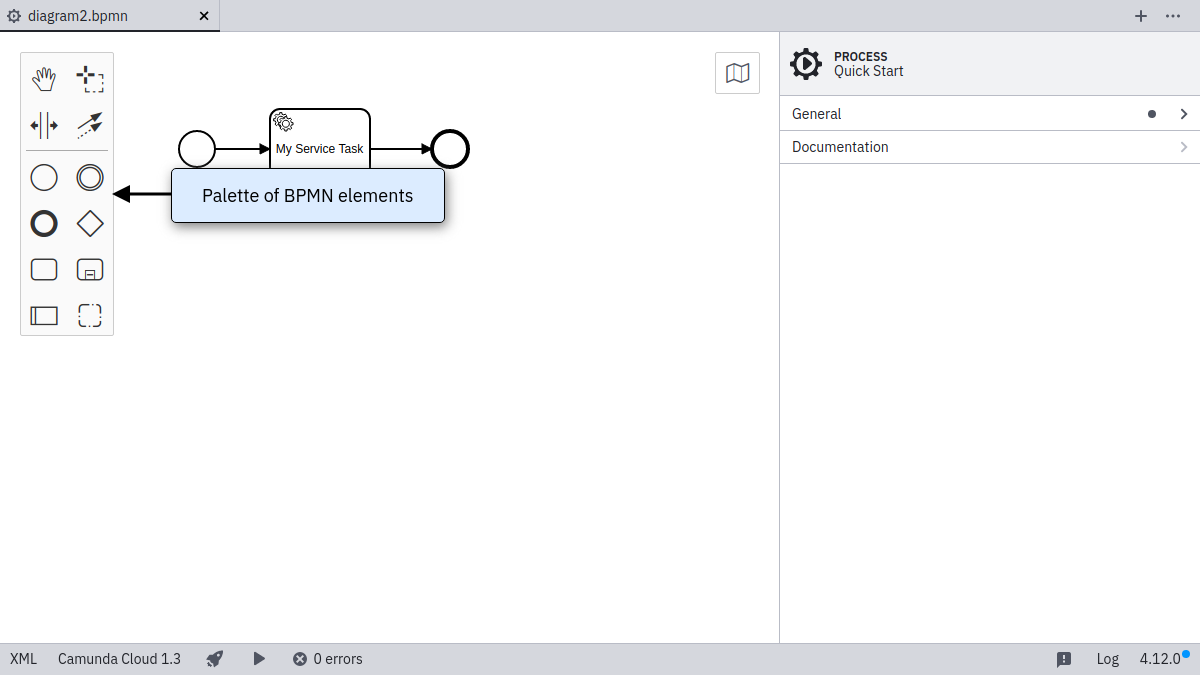 diagram2.bpmn
PROCESS
Quick Start
General
Documentation
My Service Task
Palette of BPMN elements
XML
Camunda Cloud 1.3
0 errors
Log
4.12.0